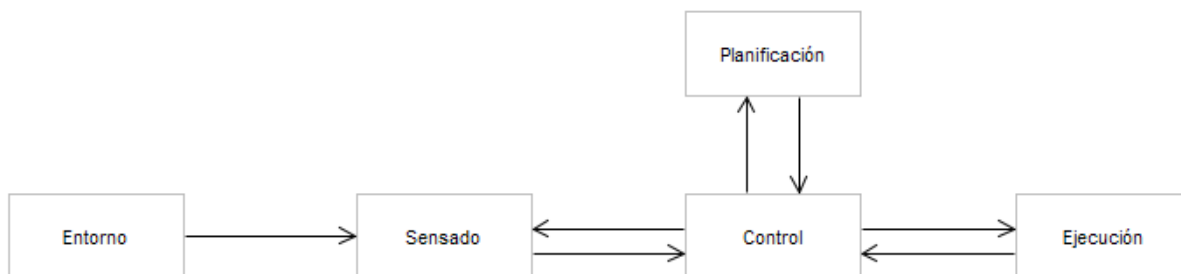 Planificación
Entorno
Sensado
Control
Ejecución